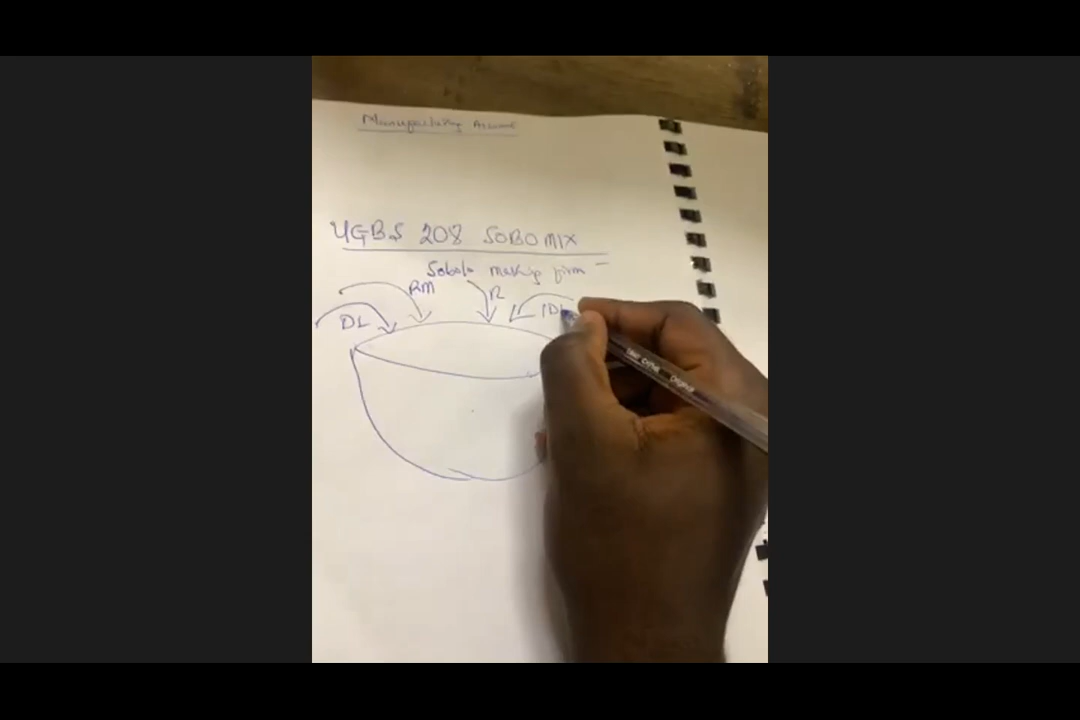 Manufacturing Account
UGBS 208 SOBOMIX
Sobolo making firm
RM
R
DL
IDL